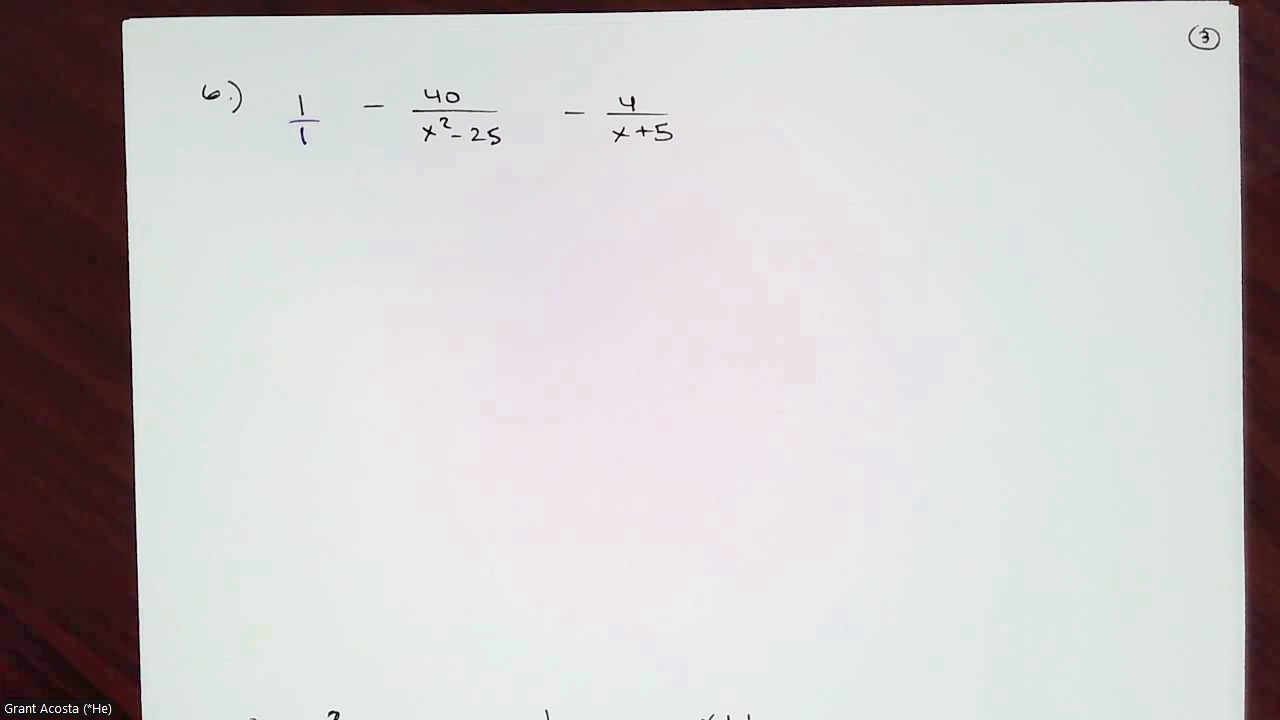 ③
6.) 1/1 - 40/(x²-25) - 4/(x+5)
Grant Acosta (*He)